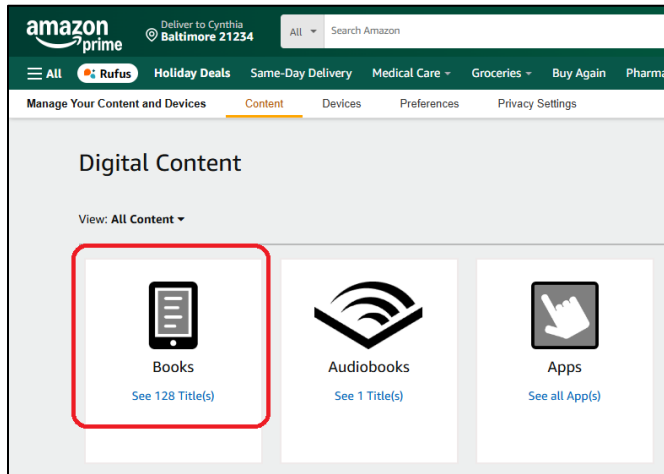 amazon prime
Deliver to Cynthia
Baltimore 21234
All
Search Amazon
All
Rufus
Holiday Deals
Same-Day Delivery
Medical Care
Groceries
Buy Again
Pharma
Manage Your Content and Devices
Content
Devices
Preferences
Privacy Settings
Digital Content
View: All Content
Books
See 128 Title(s)
Audiobooks
See 1 Title(s)
Apps
See all App(s)